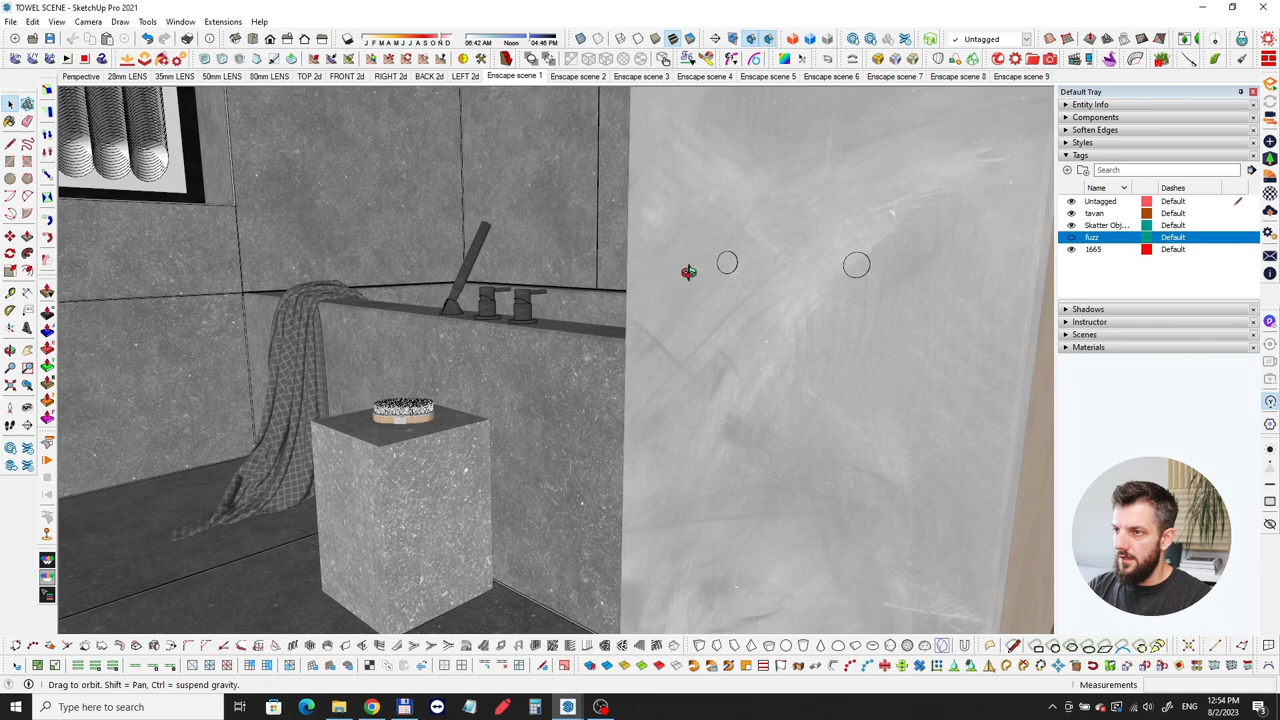 TOWEL SCENE - SketchUp Pro 2021
File Edit View Camera Draw Tools Window Extensions Help
J F M A M J J A S O N D 06:42 AM Noon 04:46 PM Untagged
Perspective 28mm LENS 35mm LENS 50mm LENS 80mm LENS TOP 2d FRONT 2D RIGHT 2D BACK 2D LEFT 2D Enscape scene 1 Enscape scene 2 Enscape scene 3 Enscape scene 4 Enscape scene 5 Enscape scene 6 Enscape scene 7 Enscape scene 8 Enscape scene 9
Default Tray
Entity Info
Components
Soften Edges
Styles
Tags
Search
Name Dashes
Untagged Default
tavan Default
Skatter Obj... Default
fuzz Default
1665 Default
Shadows
Instructor
Scenes
Materials
Drag to orbit. Shift = Pan, Ctrl = suspend gravity.
Measurements
Type here to search
12:54 PM
8/2/2023